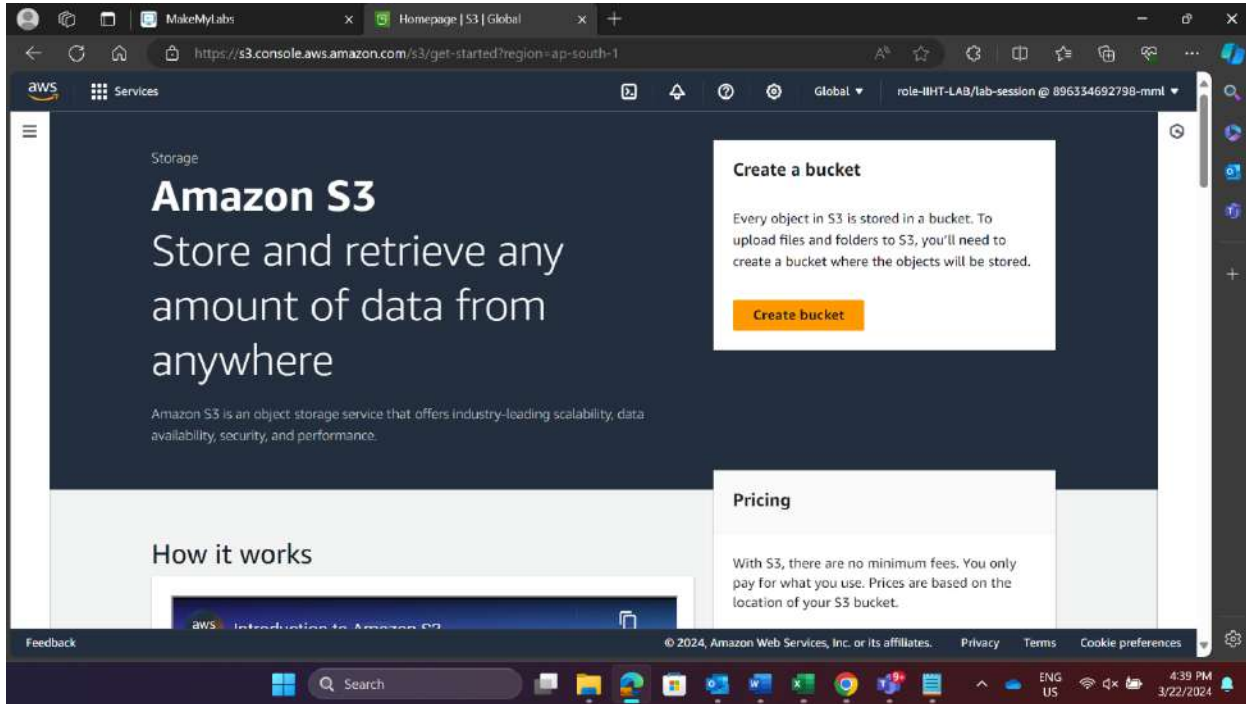 MakeMyLabs
Homepage | S3 | Global
https://s3.console.aws.amazon.com/s3/get-started?region=ap-south-1
aws
Services
Global
role-IIHT-LAB/lab-session @ 896334692798-mml
Storage
Amazon S3
Store and retrieve any
amount of data from
anywhere
Amazon S3 is an object storage service that offers industry-leading scalability, data
availability, security, and performance.
Create a bucket
Every object in S3 is stored in a bucket. To
upload files and folders to S3, you'll need to
create a bucket where the objects will be stored.
Create bucket
Pricing
With S3, there are no minimum fees. You only
pay for what you use. Prices are based on the
location of your S3 bucket.
How it works
aws
Introduction to Amazon S3
Feedback
© 2024, Amazon Web Services, Inc. or its affiliates.
Privacy
Terms
Cookie preferences
Search
9+
ENG
US
4:39 PM
3/22/2024